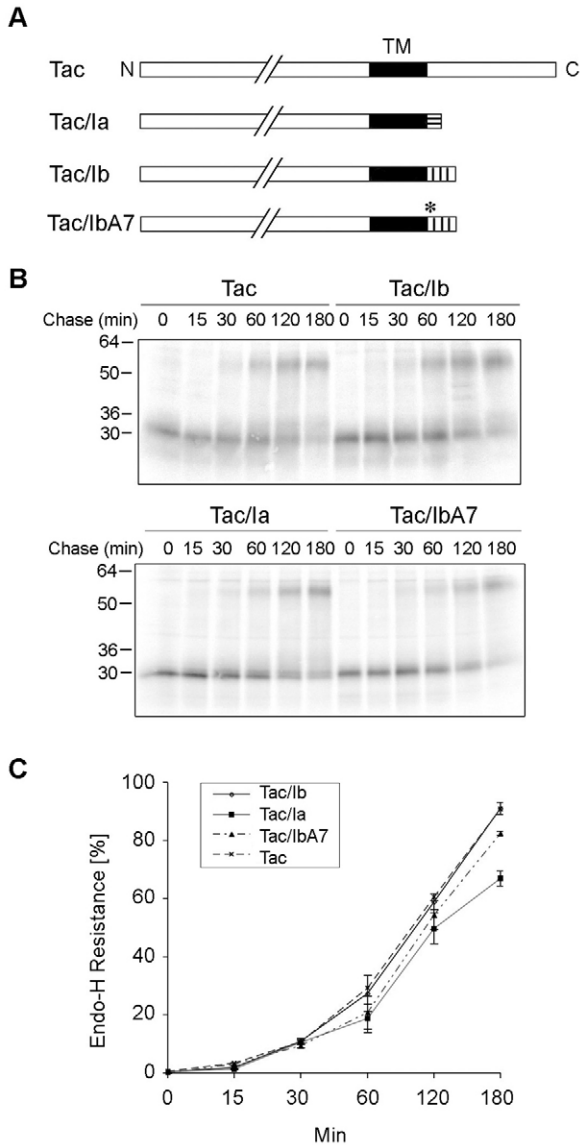 A
TM
Tac N C
Tac/Ia
Tac/Ib
*
Tac/IbA7
B
Tac Tac/Ib
Chase (min) 0 15 30 60 120 180 0 15 30 60 120 180
64
50
36
30
Tac/Ia Tac/IbA7
Chase (min) 0 15 30 60 120 180 0 15 30 60 120 180
64
50
36
30
C
Endo-H Resistance [%]
100
80
60
40
20
0
Tac/Ib
Tac/Ia
Tac/IbA7
Tac
0 15 30 60 120 180
Min